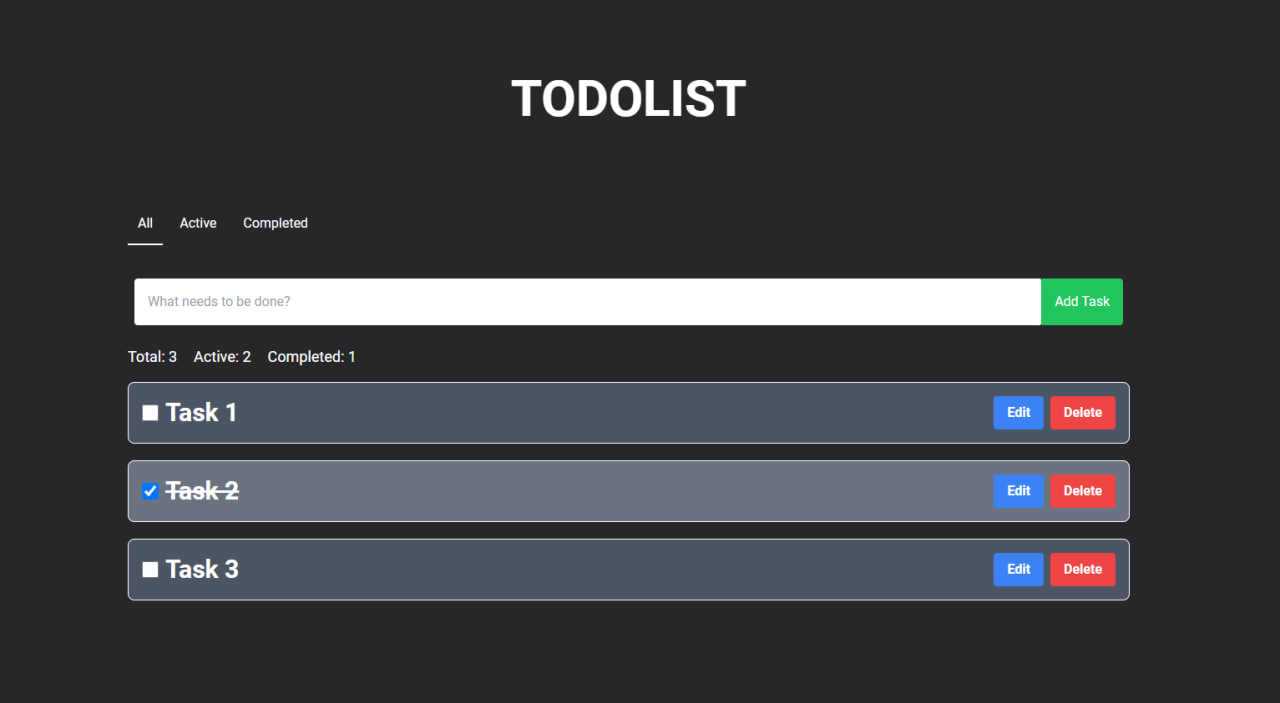 TODOLIST
All Active Completed
What needs to be done? Add Task
Total: 3 Active: 2 Completed: 1
Task 1 Edit Delete
Task 2 Edit Delete
Task 3 Edit Delete